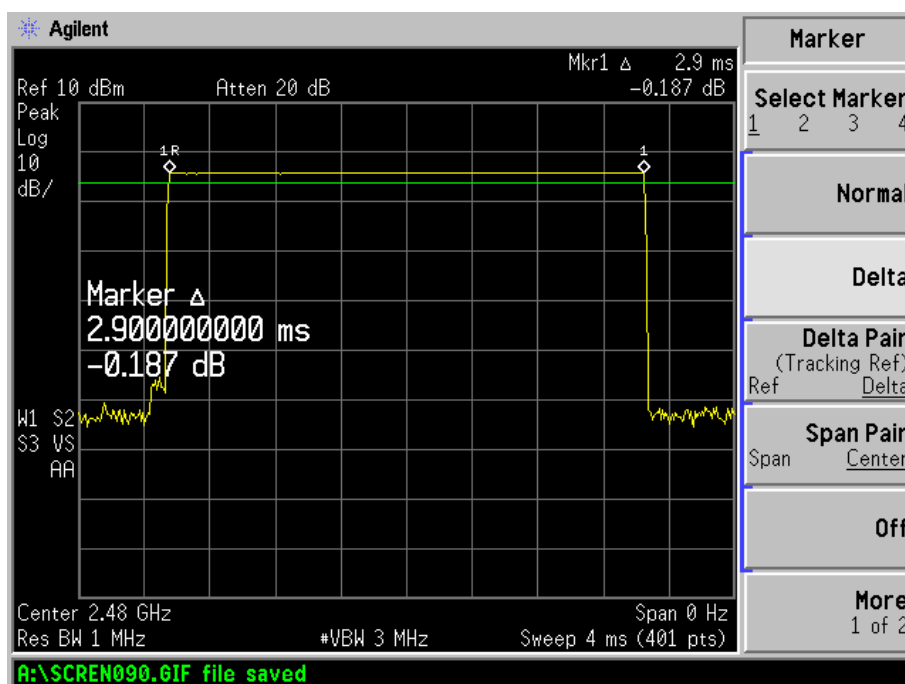 Agilent
Mkr1 Δ 2.9 ms
Ref 10 dBm Atten 20 dB -0.187 dB
Peak
Log
10
dB/
1R
1
Marker Δ
2.900000000 ms
-0.187 dB
W1 S2
S3 VS
AA
Center 2.48 GHz Span 0 Hz
Res BW 1 MHz #VBW 3 MHz Sweep 4 ms (401 pts)
A:\SCREN090.GIF file saved
Marker
Select Marker
1 2 3 4
Normal
Delta
Delta Pair
(Tracking Ref)
Ref Delta
Span Pair
Span Center
Off
More
1 of 2